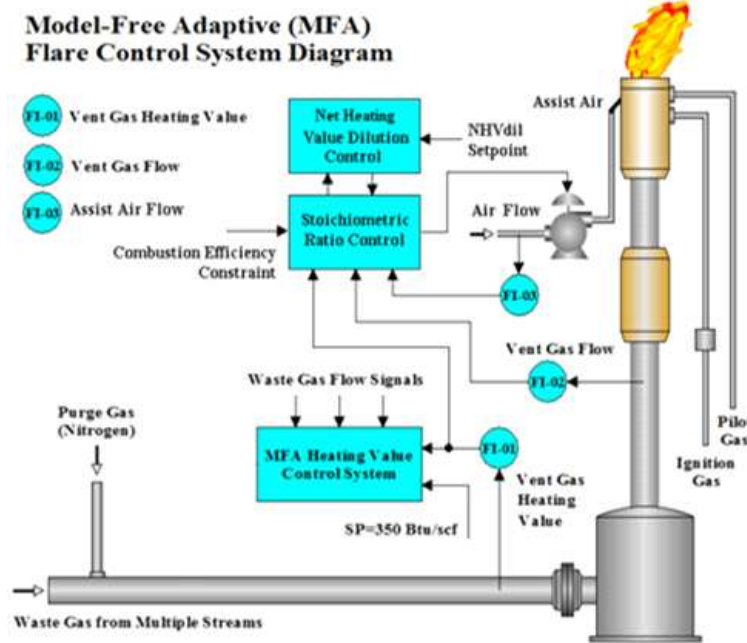 Model-Free Adaptive (MFA)
Flare Control System Diagram
FI-01 Vent Gas Heating Value
FI-02 Vent Gas Flow
FI-03 Assist Air Flow
Net Heating
Value Dilution
Control
NHVdil
Setpoint
Assist Air
Stoichiometric
Ratio Control
Air Flow
Combustion Efficiency
Constraint
FI-03
Vent Gas Flow
FI-02
Waste Gas Flow Signals
Purge Gas
(Nitrogen)
MFA Heating Value
Control System
FI-01
Vent Gas
Heating
Value
Pilot
Gas
Ignition
Gas
SP=350 Btu/scf
Waste Gas from Multiple Streams